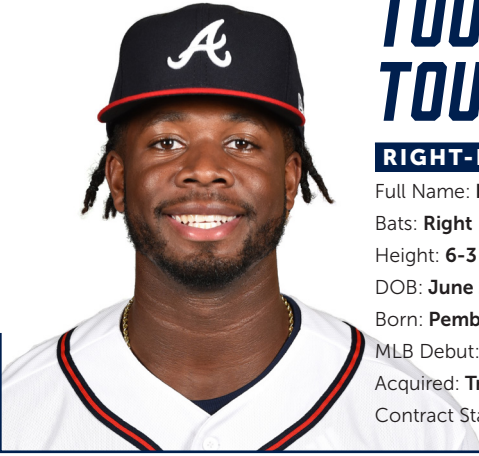 TOU
TOU
RIGHT-
Full Name:
Bats: Right
Height: 6-3
DOB: June
Born: Pemb
MLB Debut:
Acquired: Tr
Contract Sta
A